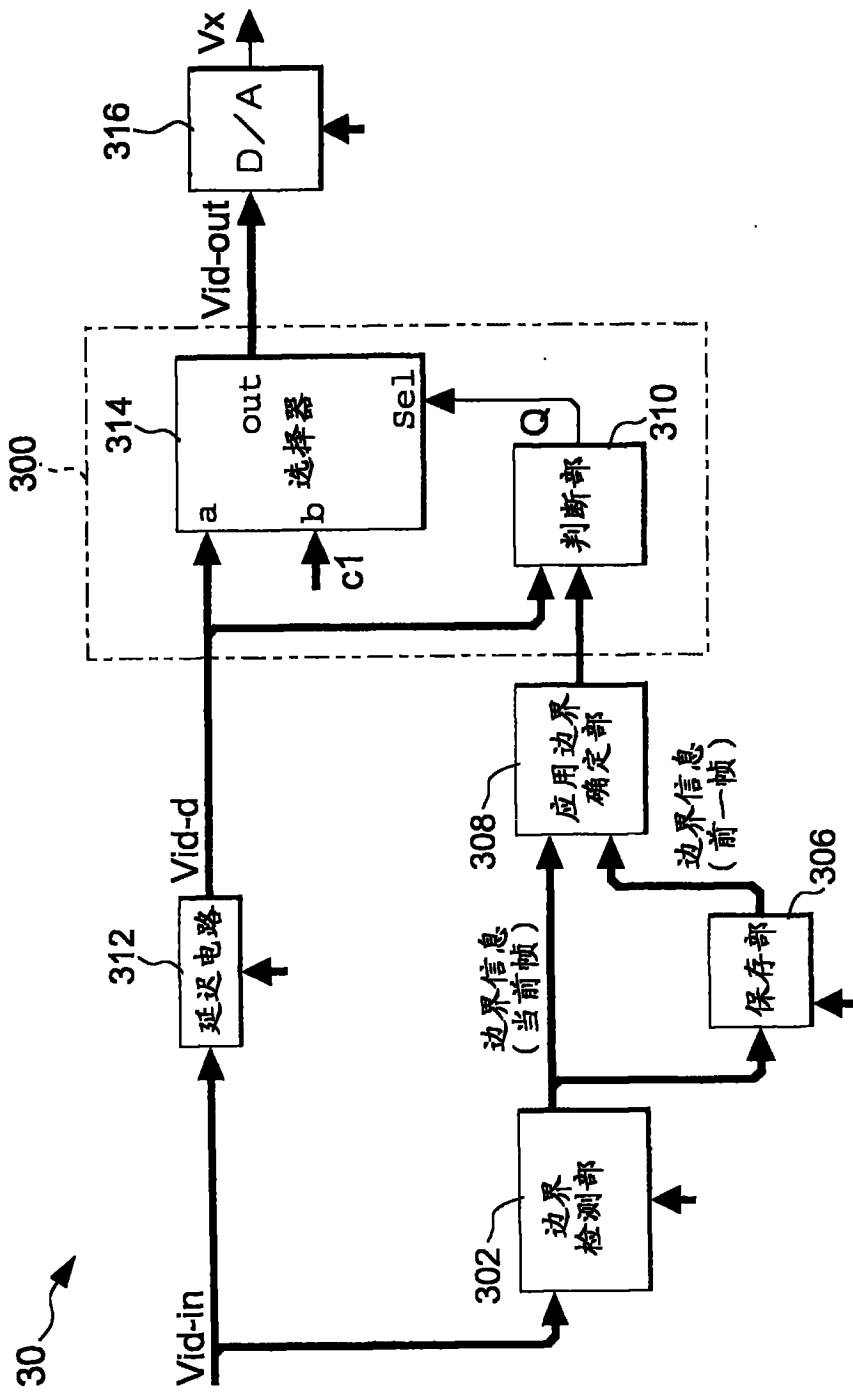 30
Vid-in
312
延迟电路
Vid-d
300
314
a
b
c1
out
选择器
Sel
Vid-out
316
D/A
Vx
302
边界
检测部
边界信息
(当前帧)
306
保存部
边界信息
(前一帧)
308
应用边界
确定部
310
判断部
Q